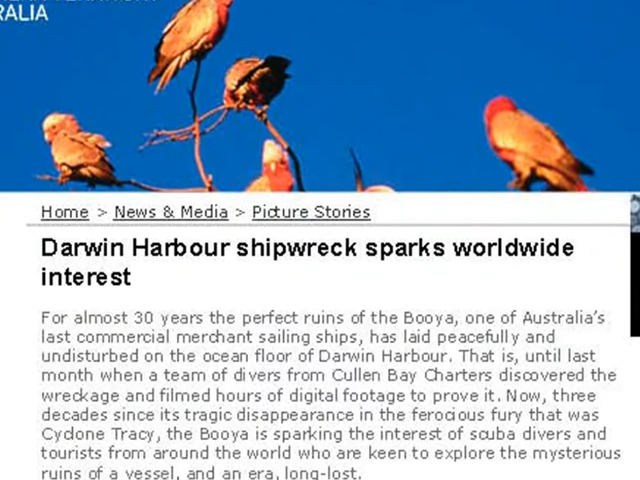 RALIA
Home > News & Media > Picture Stories
Darwin Harbour shipwreck sparks worldwide
interest
For almost 30 years the perfect ruins of the Booya, one of Australia's
last commercial merchant sailing ships, has laid peacefully and
undisturbed on the ocean floor of Darwin Harbour. That is, until last
month when a team of divers from Cullen Bay Charters discovered the
wreckage and filmed hours of digital footage to prove it. Now, three
decades since its tragic disappearance in the ferocious fury that was
Cyclone Tracy, the Booya is sparking the interest of scuba divers and
tourists from around the world who are keen to explore the mysterious
ruins of a vessel, and an era, long-lost.